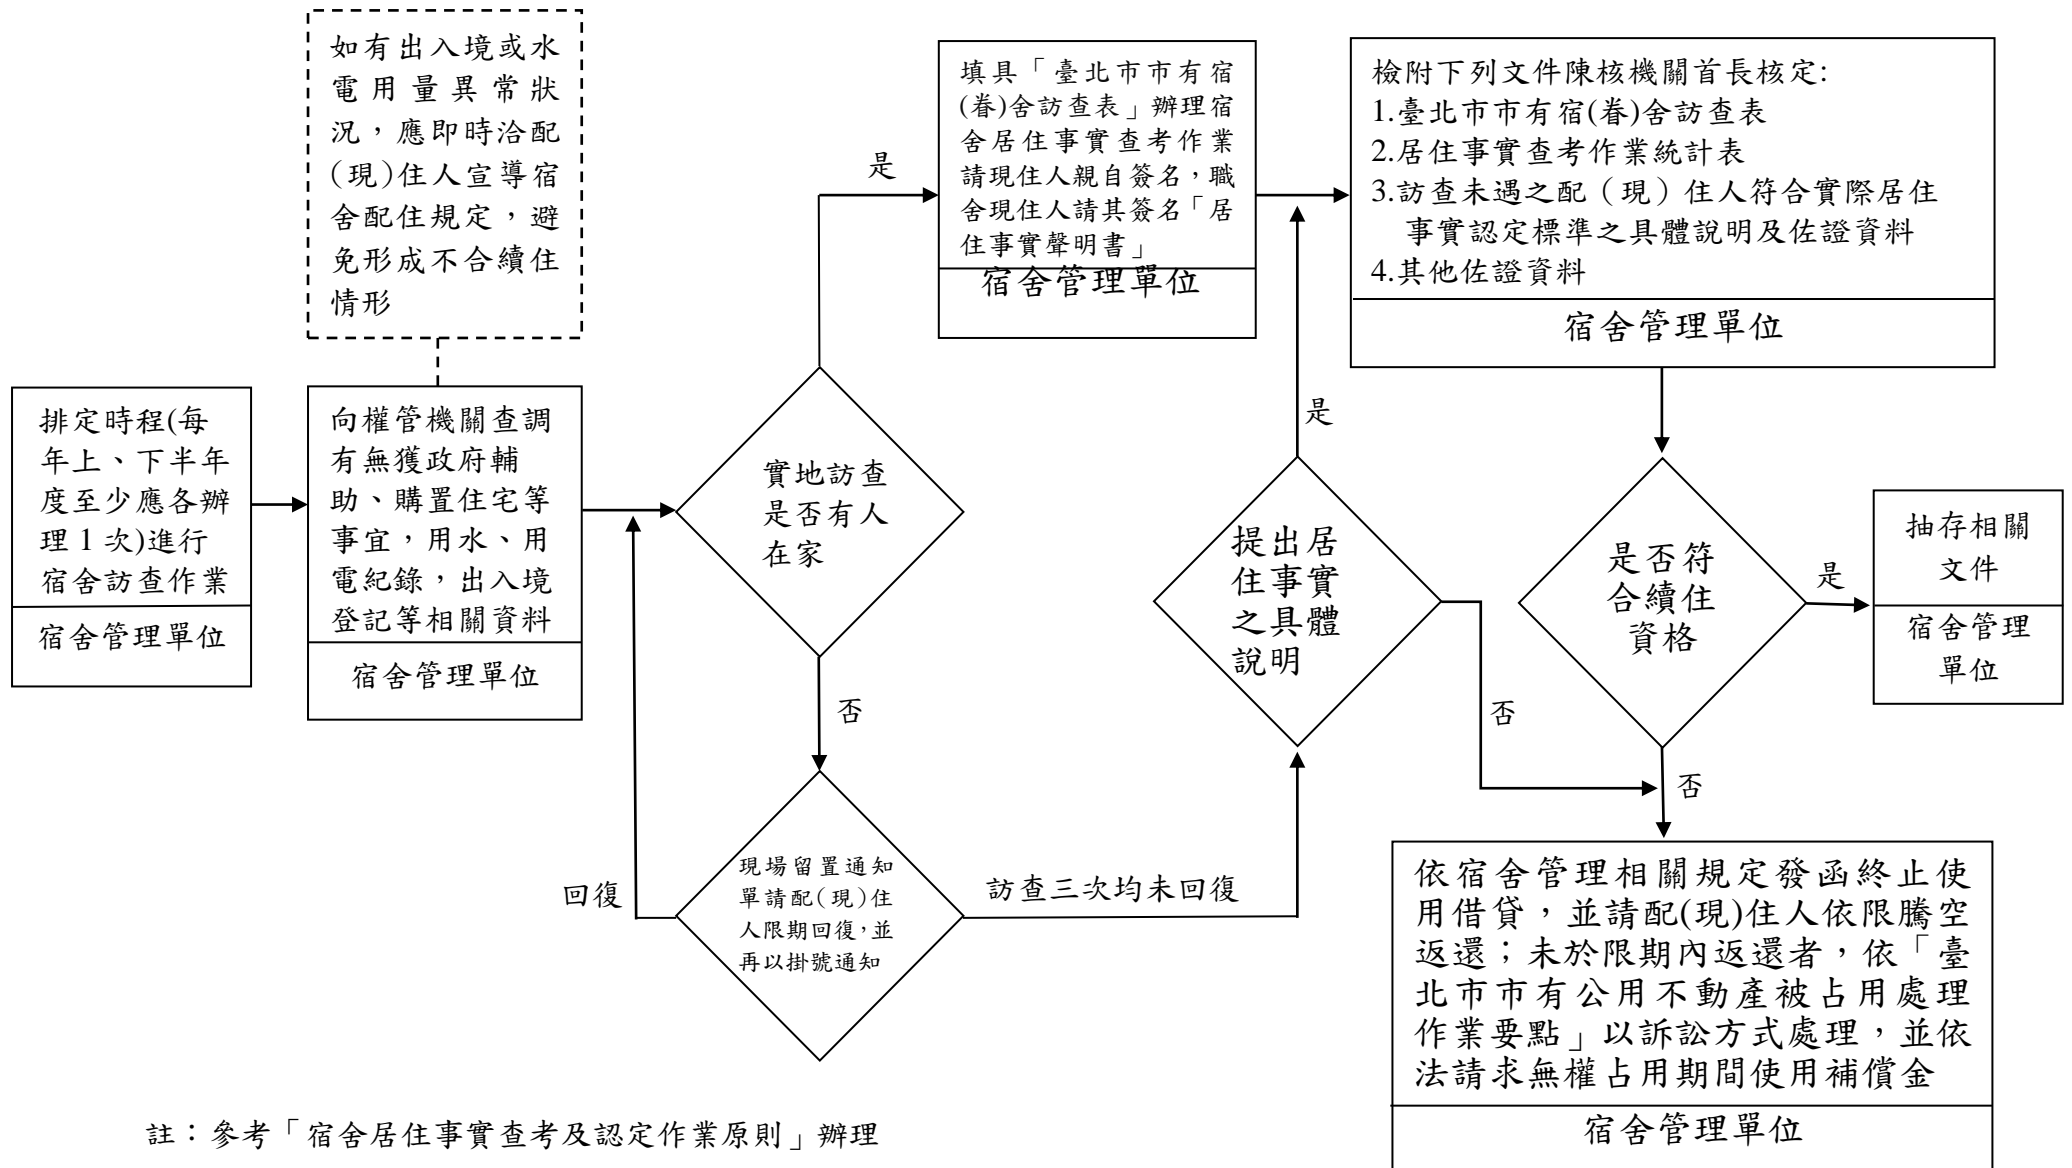 如有出入境或水
電用量異常狀
況，應即時洽配
(現)住人宣導宿
舍配住規定，避
免形成不合續住
情形
排定時程(每
年上、下半年
度至少應各辦
理1次)進行
宿舍訪查作業
宿舍管理單位
向權管機關查調
有無獲政府輔
助、購置住宅等
事宜，用水、用
電紀錄，出入境
登記等相關資料
宿舍管理單位
實地訪查
是否有人
在家
是
否
填具「臺北市市有宿
(眷)舍訪查表」辦理宿
舍居住事實查考作業
請現住人親自簽名，職
舍現住人請其簽名「居
住事實聲明書」
宿舍管理單位
現場留置通知
單請配(現)住
人限期回復，並
再以掛號通知
回復
訪查三次均未回復
提出居
住事實
之具體
說明
是
否
檢附下列文件陳核機關首長核定:
1.臺北市市有宿(眷)舍訪查表
2.居住事實查考作業統計表
3.訪查未遇之配（現）住人符合實際居住
事實認定標準之具體說明及佐證資料
4.其他佐證資料
宿舍管理單位
是否符
合續住
資格
是
否
抽存相關
文件
宿舍管理
單位
依宿舍管理相關規定發函終止使
用借貸，並請配(現)住人依限騰空
返還；未於限期內返還者，依「臺
北市市有公用不動產被占用處理
作業要點」以訴訟方式處理，並依
法請求無權占用期間使用補償金
宿舍管理單位
註：參考「宿舍居住事實查考及認定作業原則」辦理